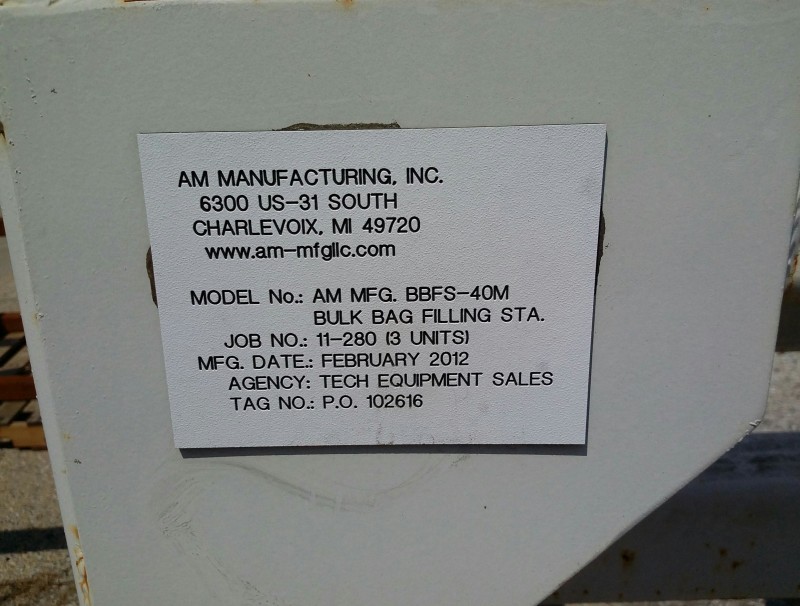 AM MANUFACTURING, INC.
6300 US-31 SOUTH
CHARLEVOIX, MI 49720
www.am-mfgllc.com
MODEL No.: AM MFG. BBFS-40M
BULK BAG FILLING STA.
JOB NO.: 11-280 (3 UNITS)
MFG. DATE.: FEBRUARY 2012
AGENCY: TECH EQUIPMENT SALES
TAG NO.: P.O. 102616